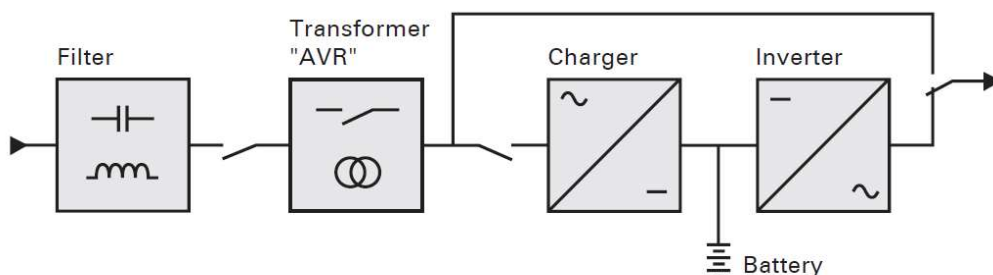 Filter
Transformer
"AVR"
Charger
Inverter
Battery